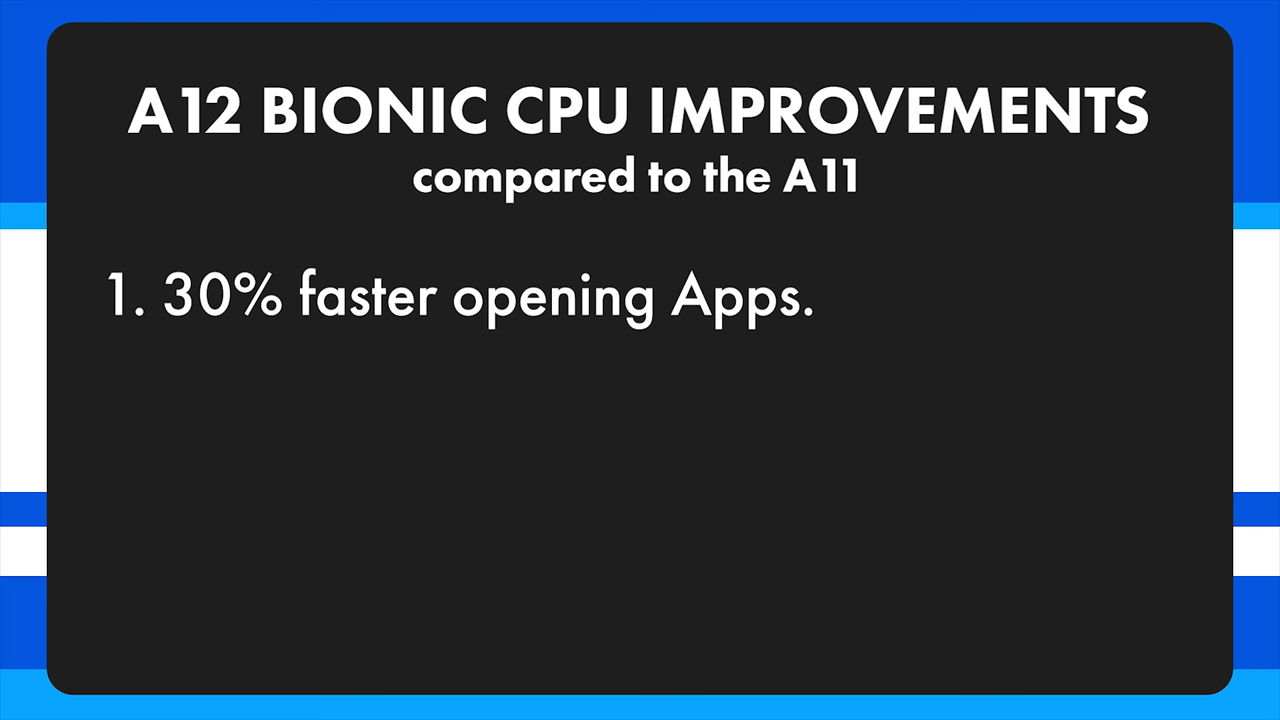 A12 BIONIC CPU IMPROVEMENTS
compared to the A11
1. 30% faster opening Apps.